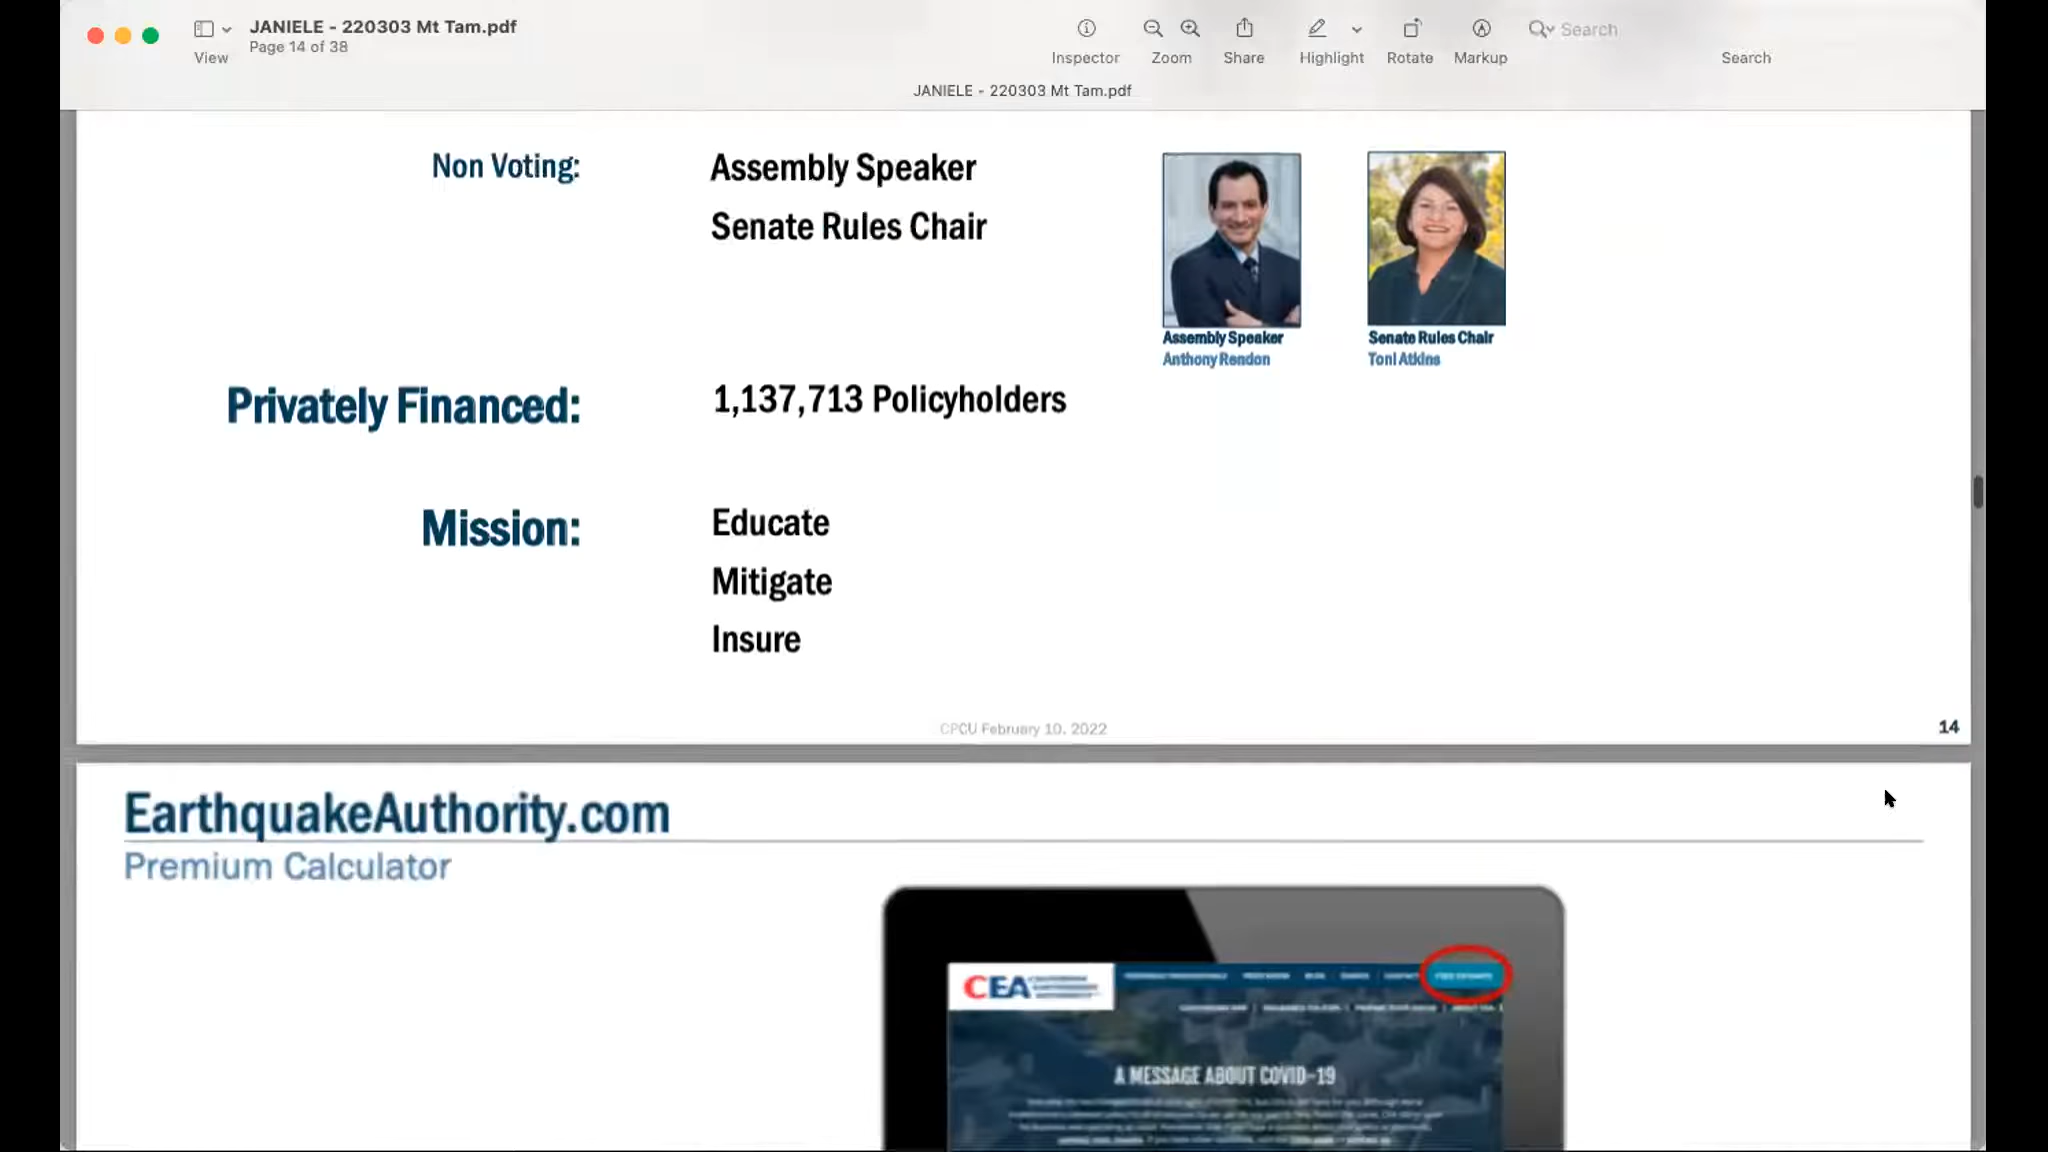 JANIELE - 220303 Mt Tam.pdf
Page 14 of 38
View
Inspector
Zoom
Share
Highlight
Rotate
Markup
Search
Search
JANIELE - 220303 Mt Tam.pdf
Non Voting:
Assembly Speaker
Senate Rules Chair
Assembly Speaker
Anthony Rendon
Senate Rules Chair
Toni Atkins
Privately Financed:
1,137,713 Policyholders
Mission:
Educate
Mitigate
Insure
CPCU February 10, 2022
14
EarthquakeAuthority.com
Premium Calculator
CEA
A MESSAGE ABOUT COVID-19